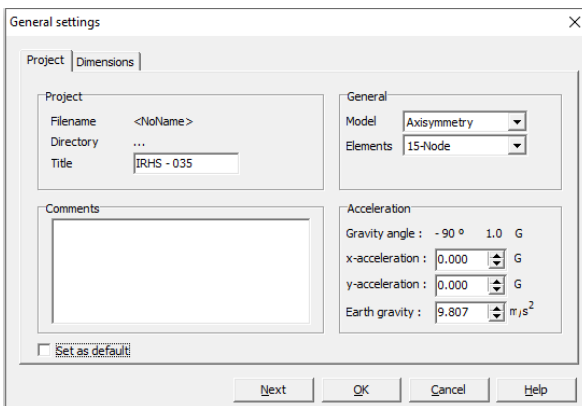 General settings
Project
Dimensions
Project
Filename <NoName>
Directory ...
Title IRHS - 035
General
Model Axisymmetry
Elements 15-Node
Comments
Acceleration
Gravity angle : - 90 º 1.0 G
x-acceleration : 0.000 G
y-acceleration : 0.000 G
Earth gravity : 9.807 m/s²
Set as default
Next
OK
Cancel
Help